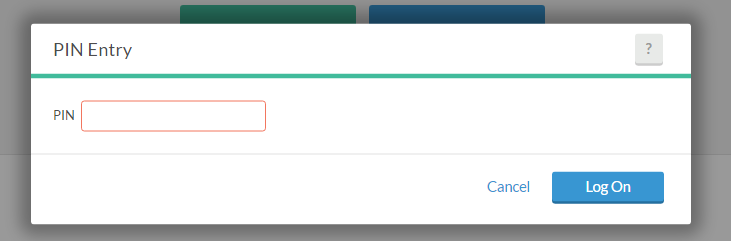 PIN Entry
?
PIN
Cancel
Log On